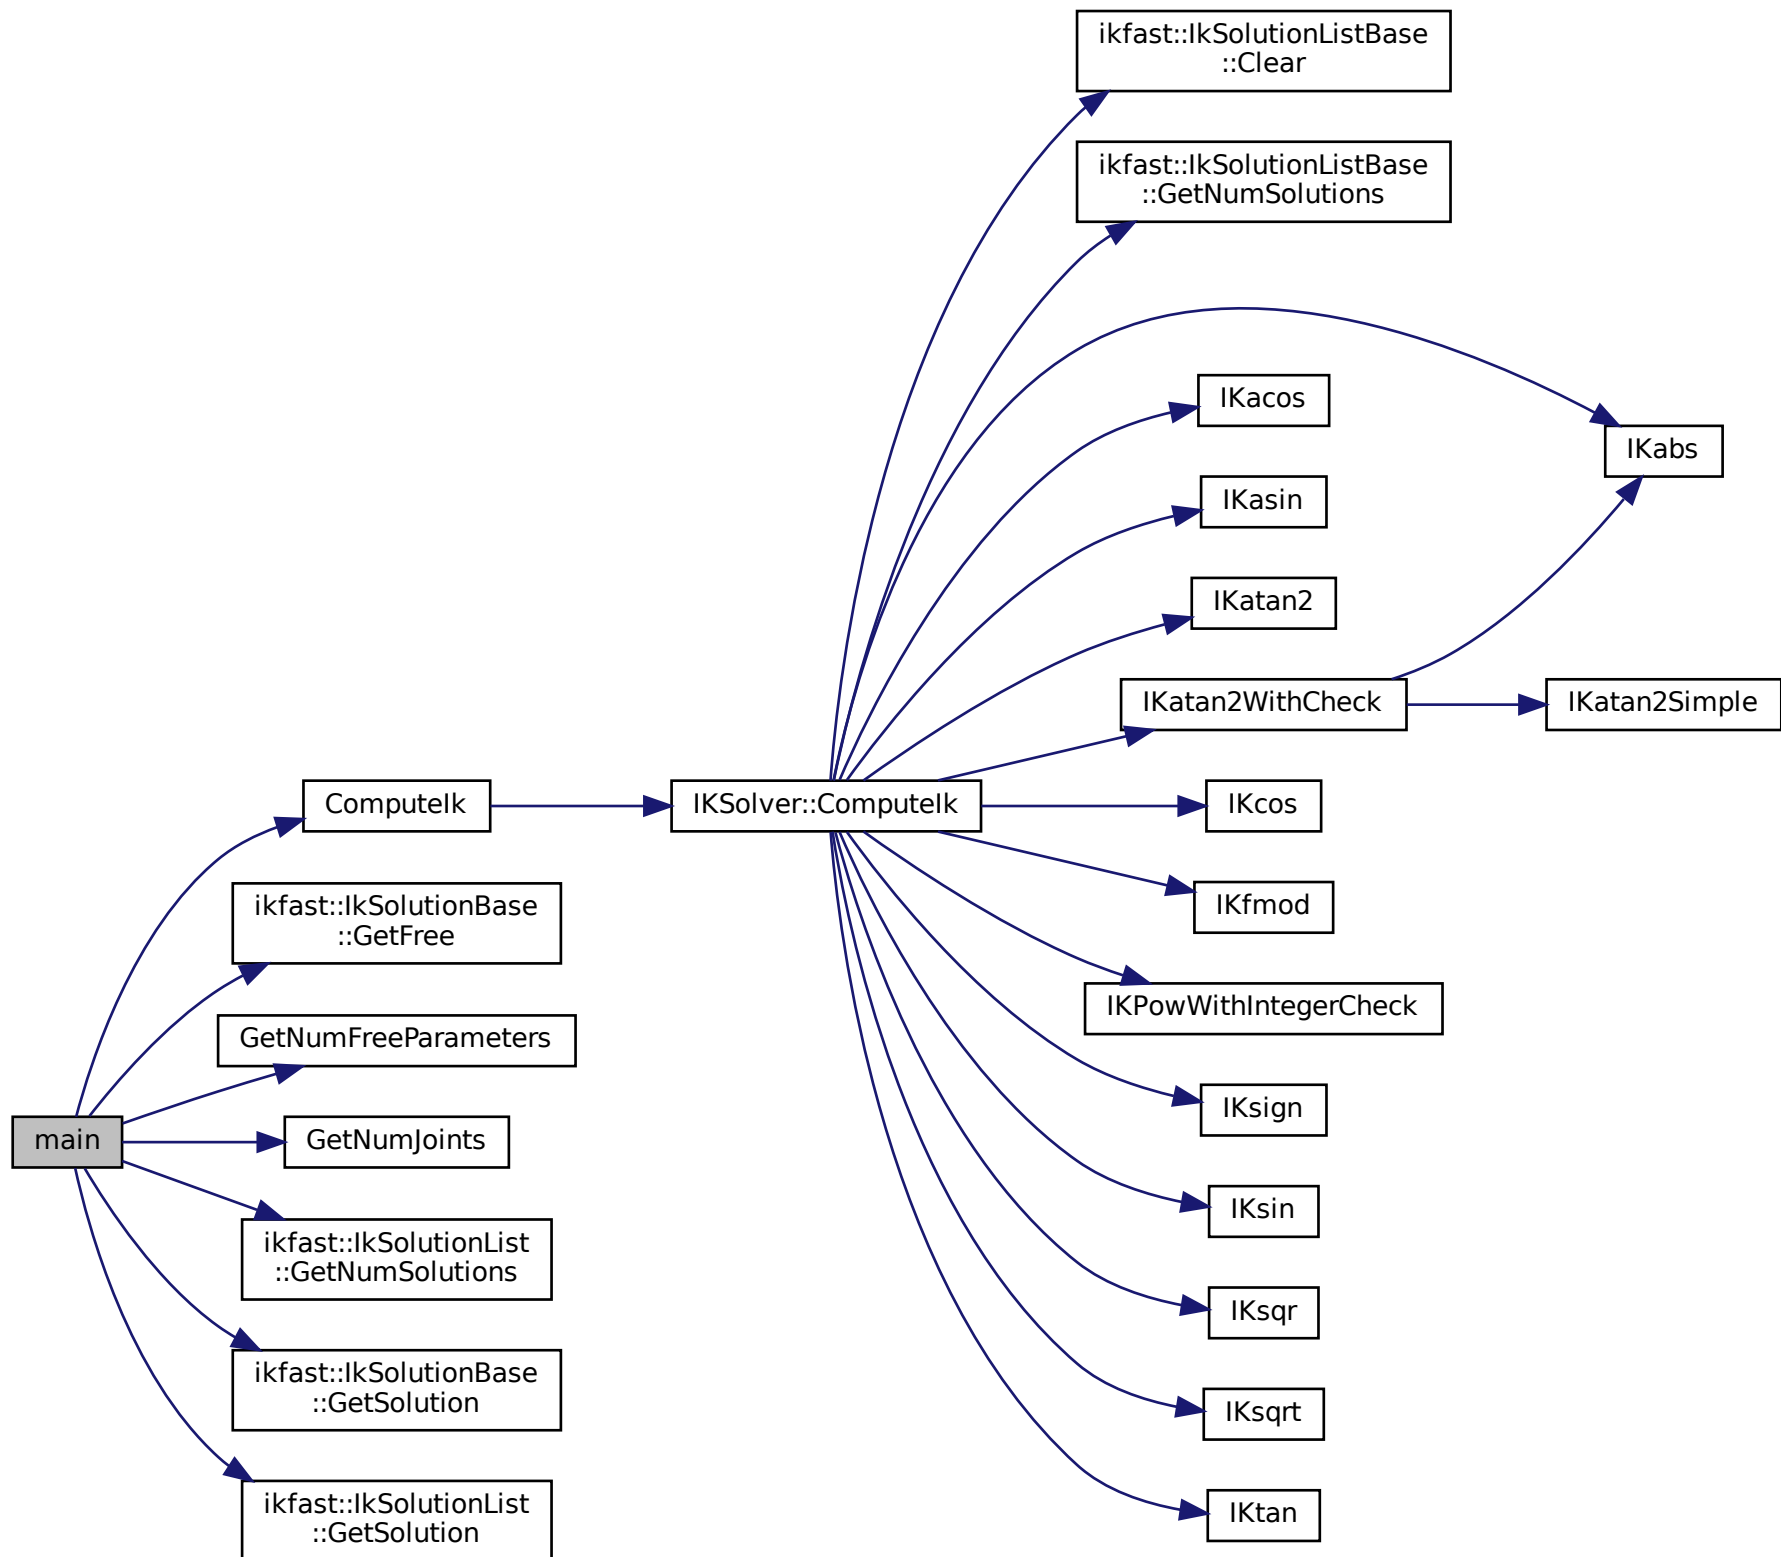 ikfast::IkSolutionListBase
::Clear
ikfast::IkSolutionListBase
::GetNumSolutions
IKacos
IKabs
IKasin
IKatan2
IKatan2WithCheck
IKatan2Simple
ComputeIk
IKSolver::ComputeIk
IKcos
ikfast::IkSolutionBase
::GetFree
IKfmod
GetNumFreeParameters
IKPowWithIntegerCheck
main
GetNumJoints
IKsign
ikfast::IkSolutionList
::GetNumSolutions
IKsin
IKsqr
ikfast::IkSolutionBase
::GetSolution
IKsqrt
ikfast::IkSolutionList
::GetSolution
IKtan